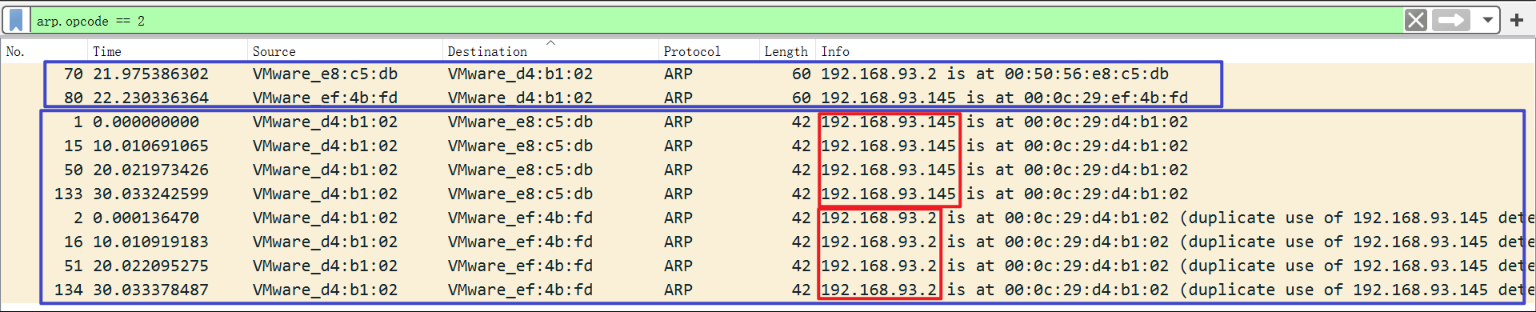 arp.opcode == 2
No. Time Source Destination Protocol Length Info
70 21.975386302 VMware_e8:c5:db VMware_d4:b1:02 ARP 60 192.168.93.2 is at 00:50:56:e8:c5:db
80 22.230336364 VMware_ef:4b:fd VMware_d4:b1:02 ARP 60 192.168.93.145 is at 00:0c:29:ef:4b:fd
1 0.000000000 VMware_d4:b1:02 VMware_e8:c5:db ARP 42 192.168.93.145 is at 00:0c:29:d4:b1:02
15 10.010691065 VMware_d4:b1:02 VMware_e8:c5:db ARP 42 192.168.93.145 is at 00:0c:29:d4:b1:02
50 20.021973426 VMware_d4:b1:02 VMware_e8:c5:db ARP 42 192.168.93.145 is at 00:0c:29:d4:b1:02
133 30.033242599 VMware_d4:b1:02 VMware_e8:c5:db ARP 42 192.168.93.145 is at 00:0c:29:d4:b1:02
2 0.000136470 VMware_d4:b1:02 VMware_ef:4b:fd ARP 42 192.168.93.2 is at 00:0c:29:d4:b1:02 (duplicate use of 192.168.93.145 dete
16 10.010919183 VMware_d4:b1:02 VMware_ef:4b:fd ARP 42 192.168.93.2 is at 00:0c:29:d4:b1:02 (duplicate use of 192.168.93.145 dete
51 20.022095275 VMware_d4:b1:02 VMware_ef:4b:fd ARP 42 192.168.93.2 is at 00:0c:29:d4:b1:02 (duplicate use of 192.168.93.145 dete
134 30.033378487 VMware_d4:b1:02 VMware_ef:4b:fd ARP 42 192.168.93.2 is at 00:0c:29:d4:b1:02 (duplicate use of 192.168.93.145 dete